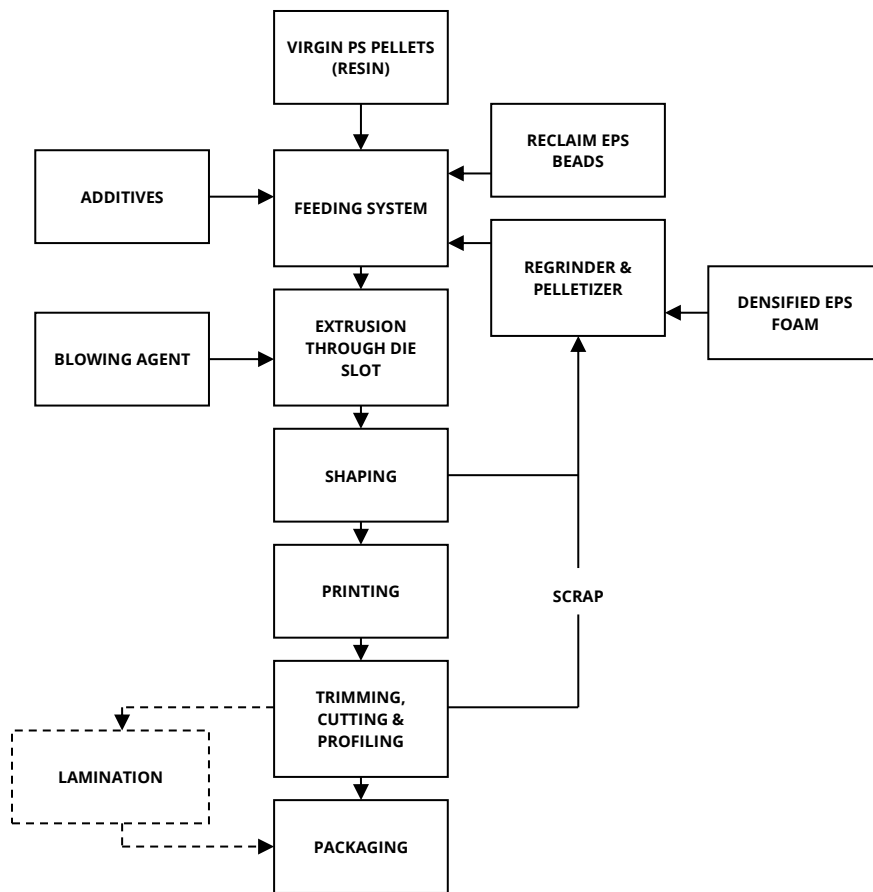 VIRGIN PS PELLETS
(RESIN)
RECLAIM EPS
BEADS
ADDITIVES
FEEDING SYSTEM
REGRINDER &
PELLETIZER
DENSIFIED EPS
FOAM
EXTRUSION
THROUGH DIE
SLOT
BLOWING AGENT
SHAPING
PRINTING
SCRAP
TRIMMING,
CUTTING &
PROFILING
LAMINATION
PACKAGING